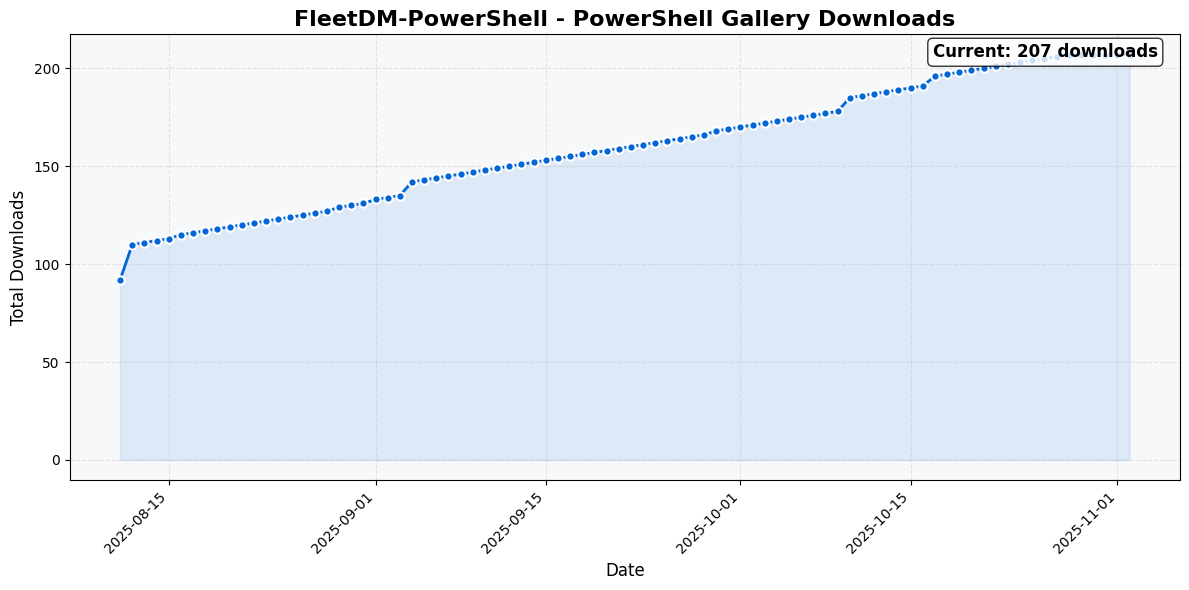 FleetDM-PowerShell - PowerShell Gallery Downloads
Current: 207 downloads
Total Downloads
200
150
100
50
0
2025-08-15
2025-09-01
2025-09-15
2025-10-01
2025-10-15
2025-11-01
Date